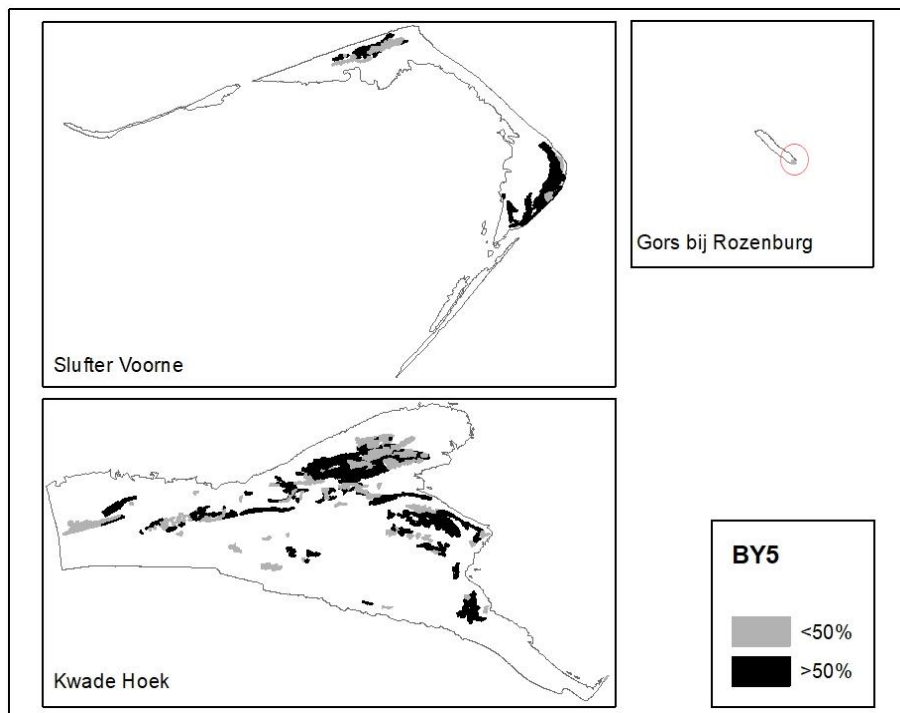 Slufter Voorne
Gors bij Rozenburg
Kwade Hoek
BY5
<50%
>50%